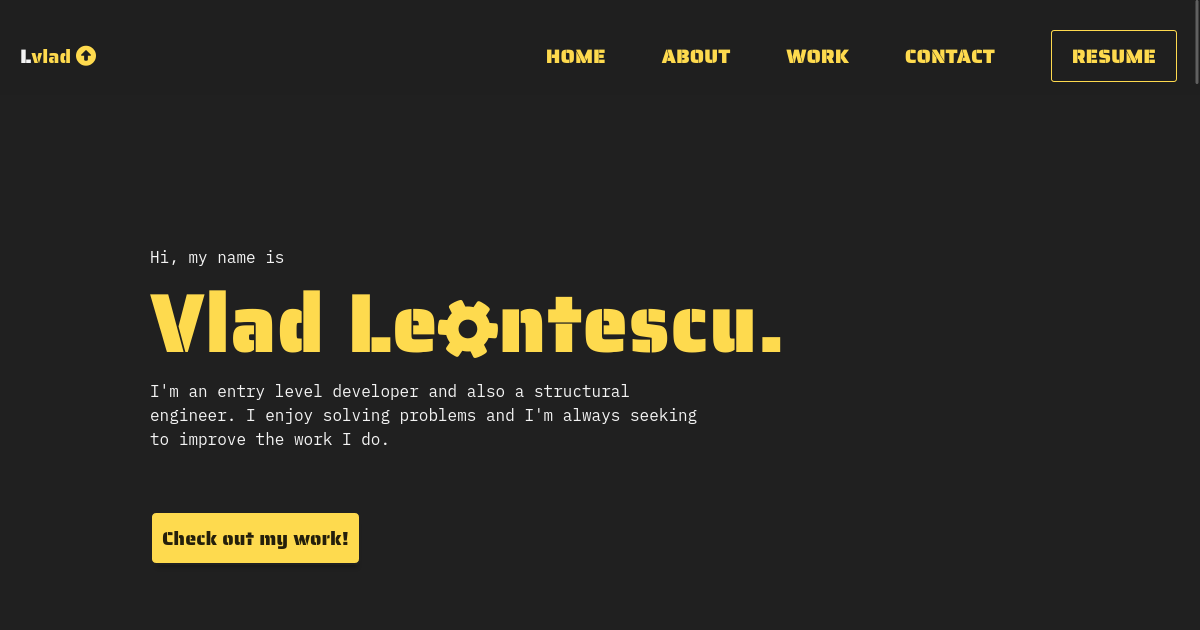 Lvlad
HOME ABOUT WORK CONTACT RESUME
Hi, my name is
Vlad Leontescu.
I'm an entry level developer and also a structural
engineer. I enjoy solving problems and I'm always seeking
to improve the work I do.
Check out my work!